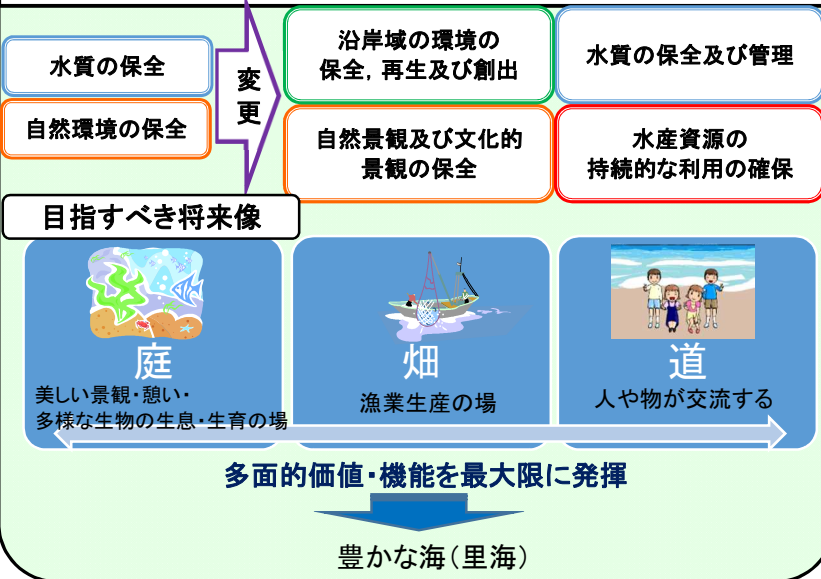 水質の保全
自然環境の保全
変
更
沿岸域の環境の
保全，再生及び創出
水質の保全及び管理
自然景観及び文化的
景観の保全
水産資源の
持続的な利用の確保
目指すべき将来像
庭
美しい景観・憩い・
多様な生物の生息・生育の場
畑
漁業生産の場
道
人や物が交流する
多面的価値・機能を最大限に発揮
豊かな海（里海）